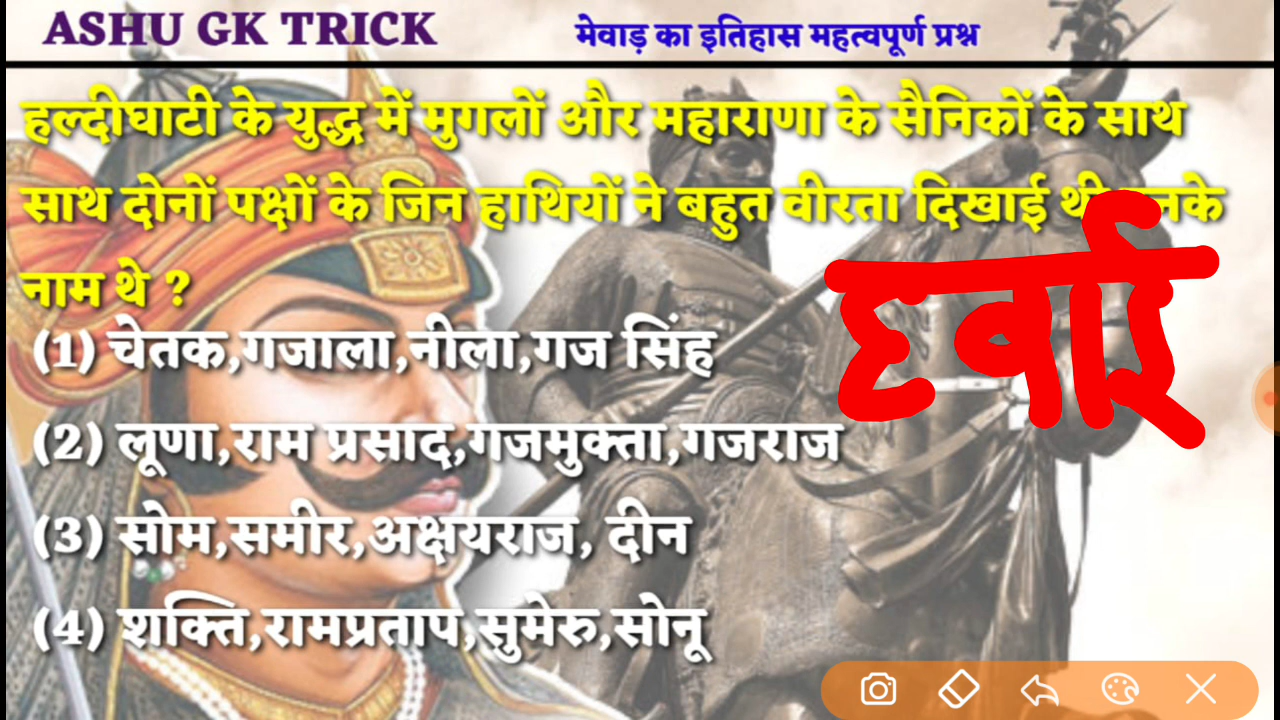 ASHU GK TRICK
मेवाड़ का इतिहास महत्वपूर्ण प्रश्न
हल्दीघाटी के युद्ध में मुगलों और महाराणा के सैनिकों के साथ
साथ दोनों पक्षों के जिन हाथियों ने बहुत वीरता दिखाई थी
नाम थे ?
(1) चेतक,गजाला,नीला,गज सिंह
(2) लूणा,राम प्रसाद,गजमुक्ता,गजराज
(3) सोम,समीर,अक्षयराज, दीन
(4) शक्ति,रामप्रताप,सुमेरु,सोनू